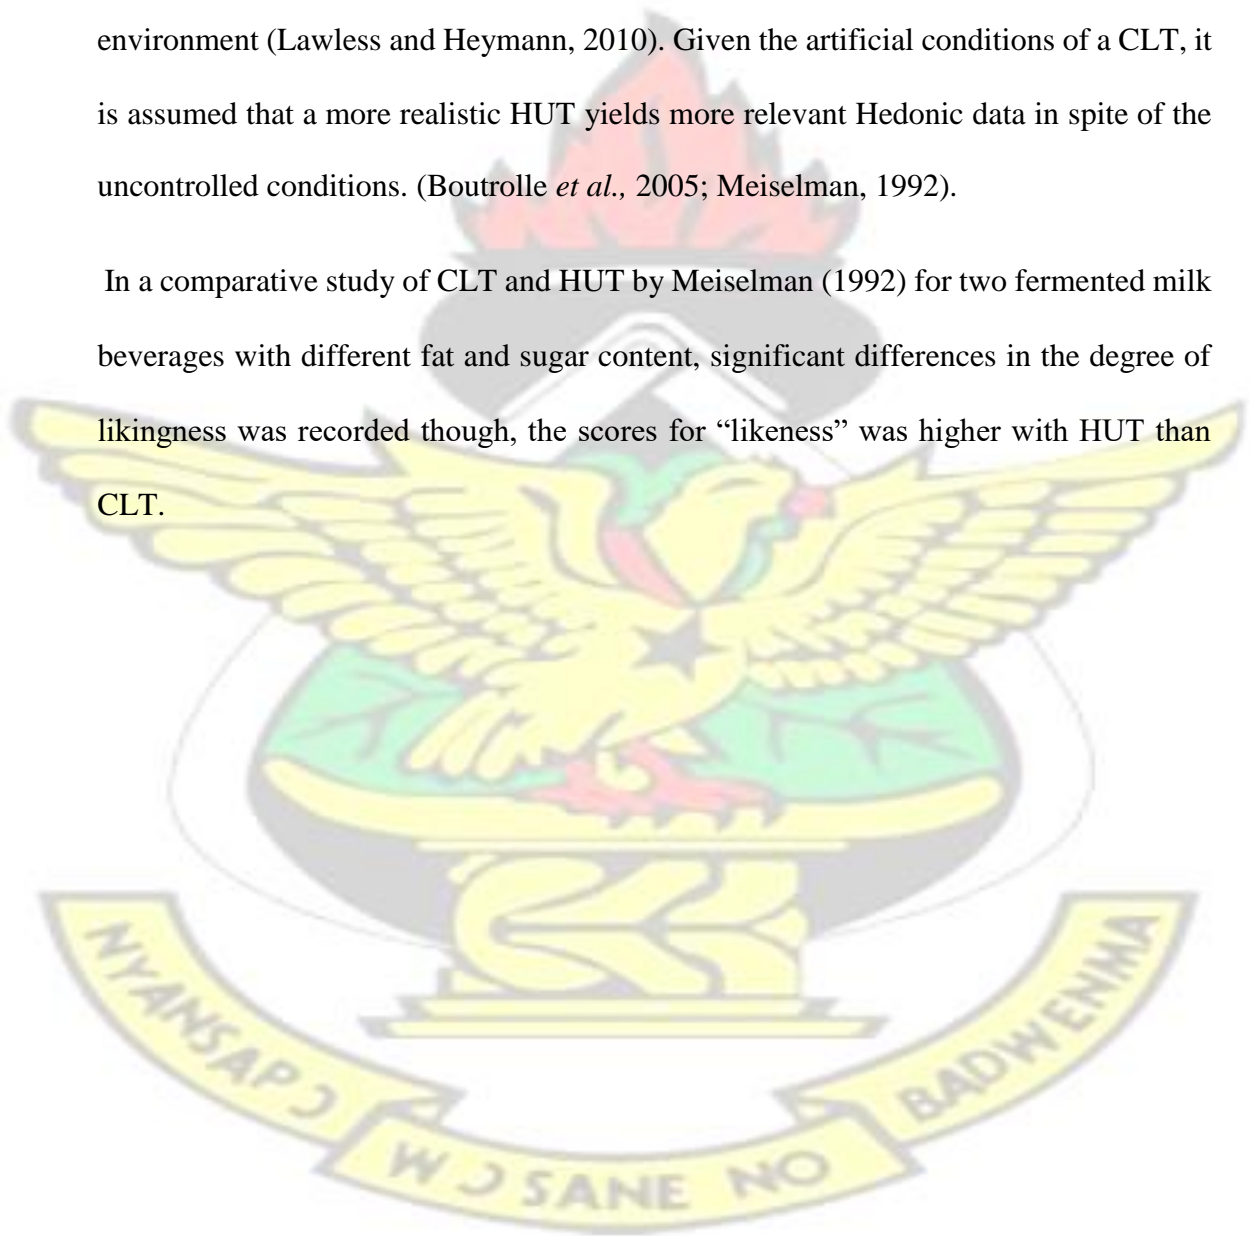 environment (Lawless and Heymann, 2010). Given the artificial conditions of a CLT, it
is assumed that a more realistic HUT yields more relevant Hedonic data in spite of the
uncontrolled conditions. (Boutrolle et al., 2005; Meiselman, 1992).
In a comparative study of CLT and HUT by Meiselman (1992) for two fermented milk
beverages with different fat and sugar content, significant differences in the degree of
likingness was recorded though, the scores for “likeness” was higher with HUT than
CLT.
NYANSAPƆ WƆSANE NO BADWENMA